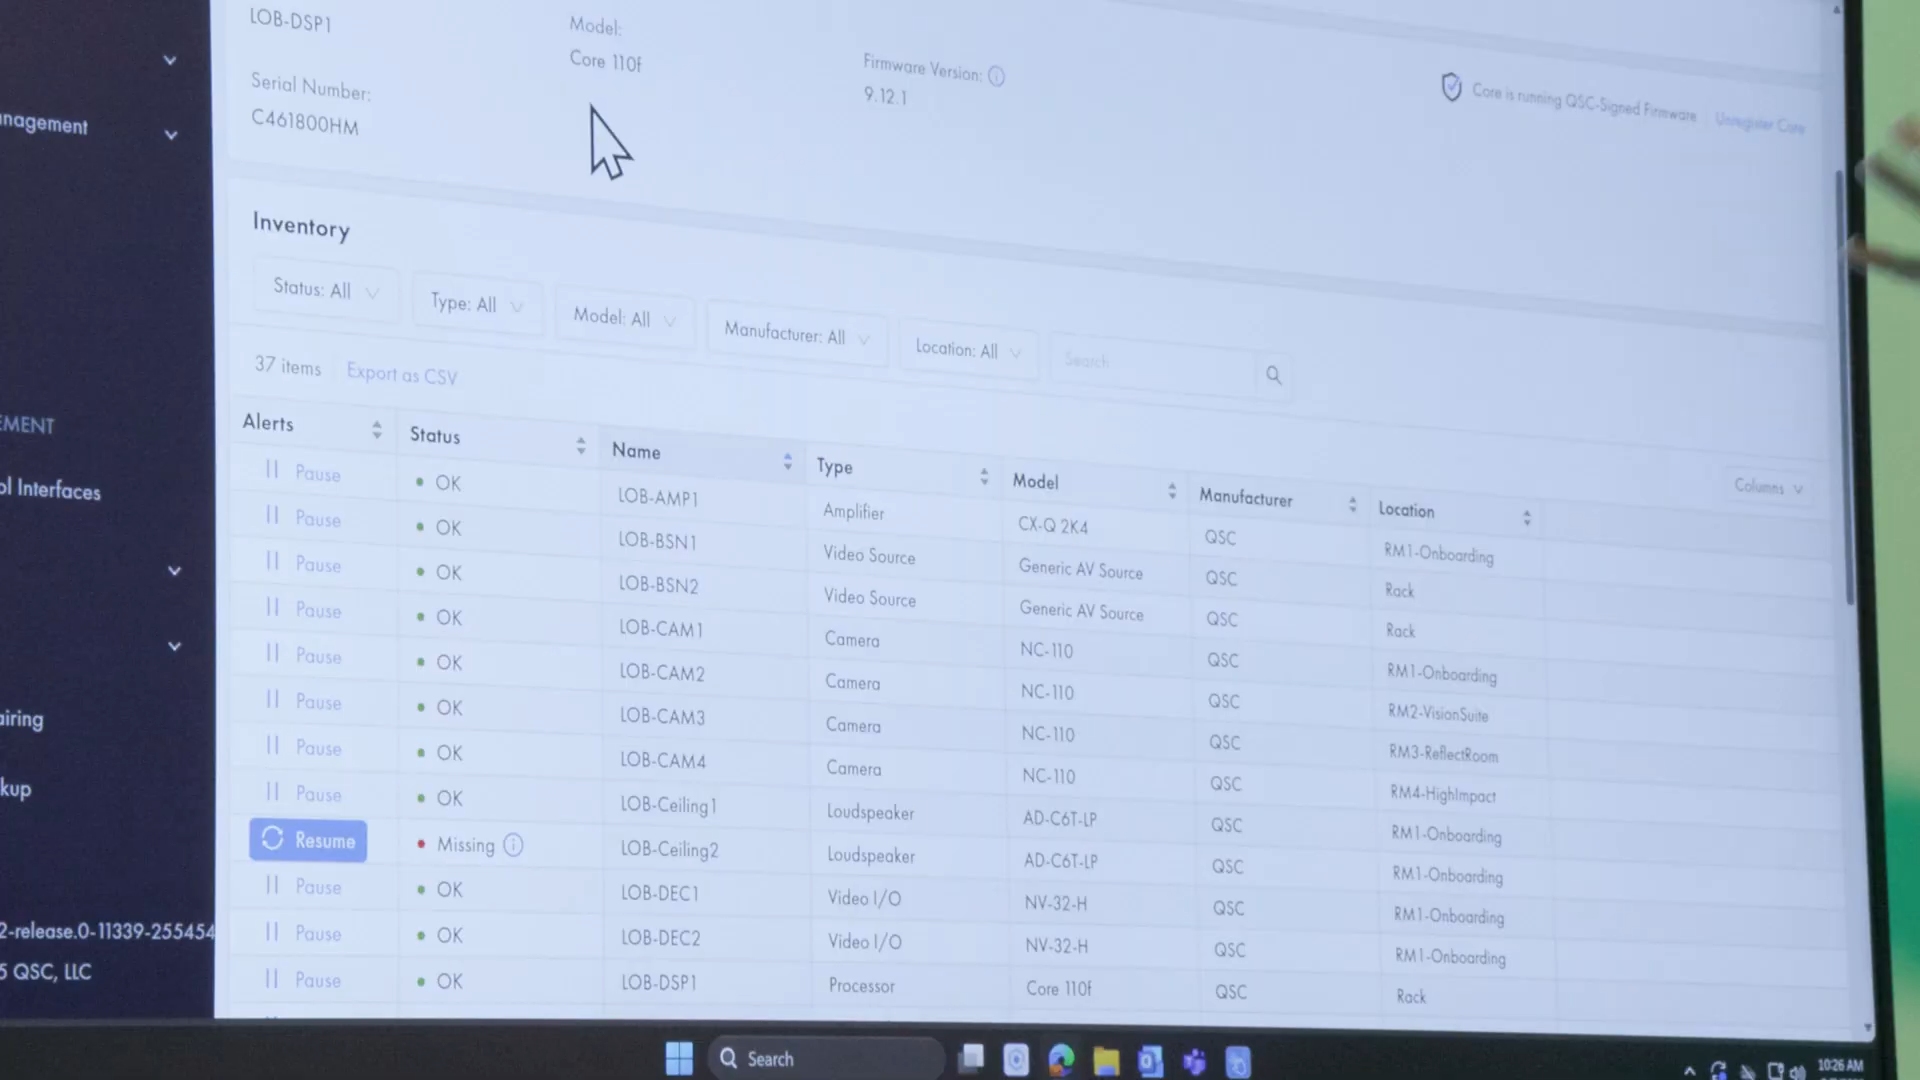 LOB-DSP1
Model:
Core 110f
Serial Number:
C461800HM
Firmware Version:
9.12.1
Core is running QSC-Signed Firmware
Unregister Core
nagement
EMENT
ol Interfaces
airing
kup
2-release.0-11339-255454
5 QSC, LLC
Inventory
Status: All
Type: All
Model: All
Manufacturer: All
Location: All
Search
37 items
Export as CSV
Columns
Alerts Status Name Type Model Manufacturer Location
Pause OK LOB-AMP1 Amplifier CX-Q 2K4 QSC RM1-Onboarding
Pause OK LOB-BSN1 Video Source Generic AV Source QSC Rack
Pause OK LOB-BSN2 Video Source Generic AV Source QSC Rack
Pause OK LOB-CAM1 Camera NC-110 QSC RM1-Onboarding
Pause OK LOB-CAM2 Camera NC-110 QSC RM2-VisionSuite
Pause OK LOB-CAM3 Camera NC-110 QSC RM3-ReflectRoom
Pause OK LOB-CAM4 Camera NC-110 QSC RM4-HighImpact
Pause OK LOB-Ceiling1 Loudspeaker AD-C6T-LP QSC RM1-Onboarding
Resume Missing LOB-Ceiling2 Loudspeaker AD-C6T-LP QSC RM1-Onboarding
Pause OK LOB-DEC1 Video I/O NV-32-H QSC RM1-Onboarding
Pause OK LOB-DEC2 Video I/O NV-32-H QSC RM1-Onboarding
Pause OK LOB-DSP1 Processor Core 110f QSC Rack
Search
10:26 AM